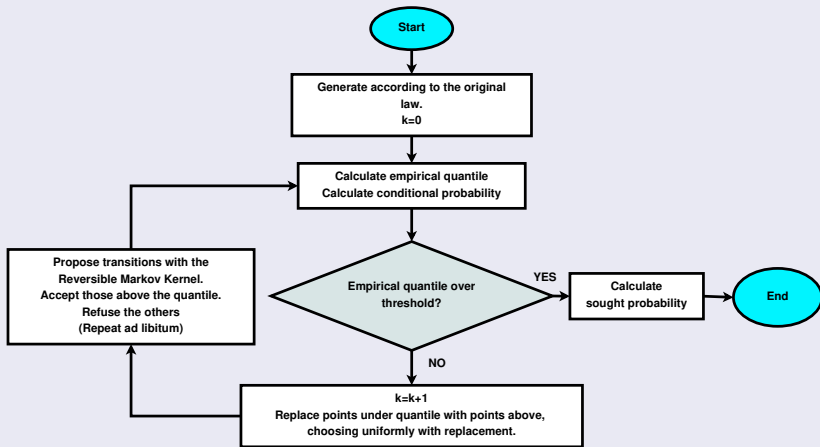 Start
Generate according to the original
law.
k=0
Calculate empirical quantile
Calculate conditional probability
Propose transitions with the
Reversible Markov Kernel.
Accept those above the quantile.
Refuse the others
(Repeat ad libitum)
Empirical quantile over
threshold?
YES
Calculate
sought probability
End
NO
k=k+1
Replace points under quantile with points above,
choosing uniformly with replacement.